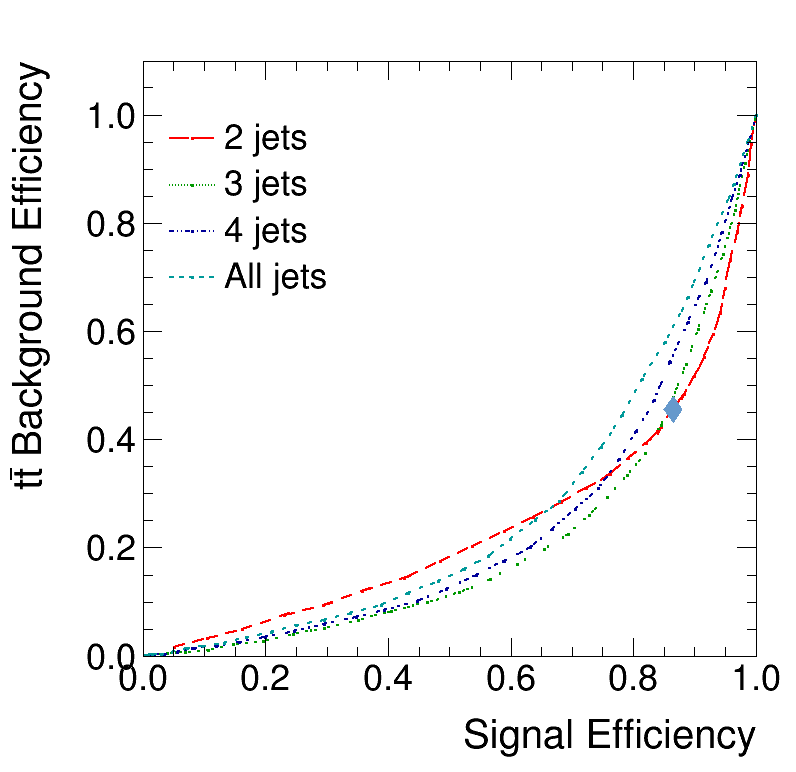 tt̄ Background Efficiency
1.0
0.8
0.6
0.4
0.2
0.0
2 jets
3 jets
4 jets
All jets
0.0 0.2 0.4 0.6 0.8 1.0
Signal Efficiency